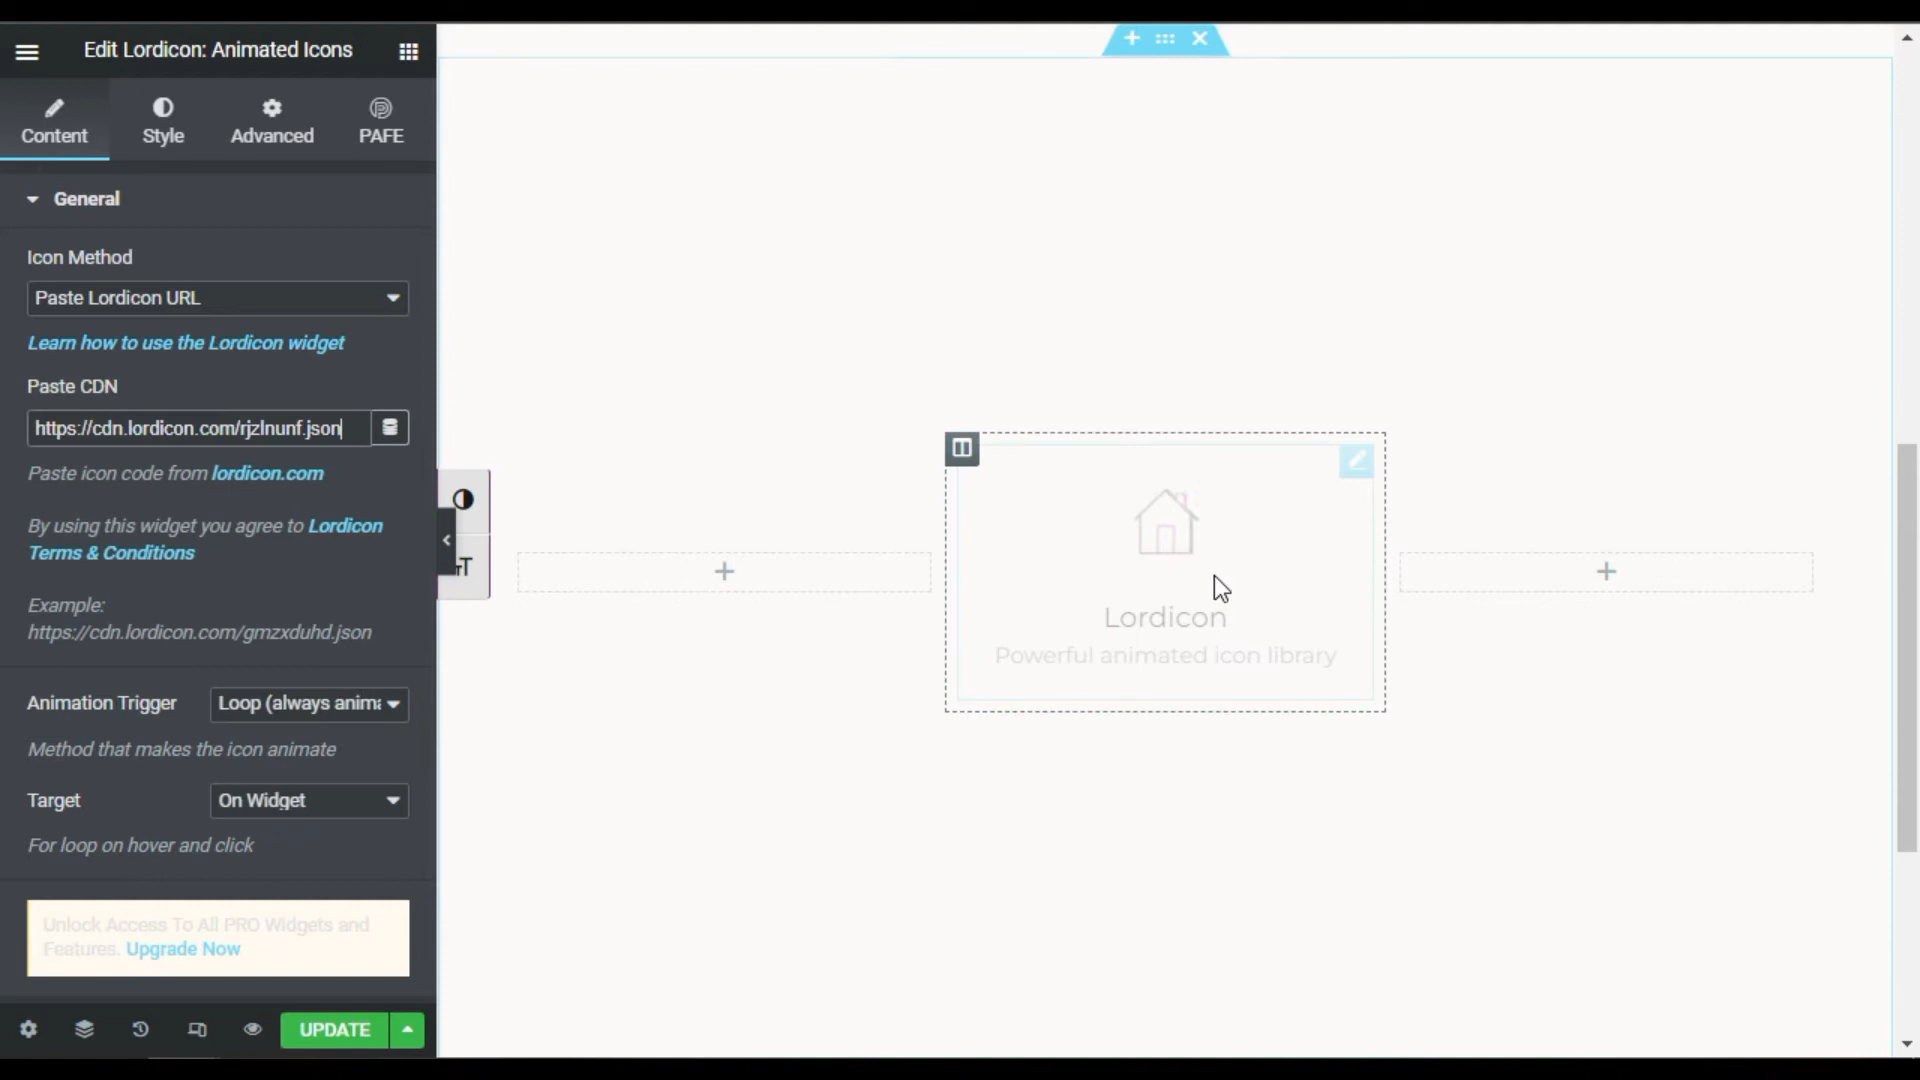 Edit Lordicon: Animated Icons
Content
Style
Advanced
PAFE
General
Icon Method
Paste Lordicon URL
Learn how to use the Lordicon widget
Paste CDN
https://cdn.lordicon.com/rjzlnunf.json
Paste icon code from lordicon.com
By using this widget you agree to Lordicon
Terms & Conditions
Example:
https://cdn.lordicon.com/gmzxduhd.json
Animation Trigger
Loop (always anima
Method that makes the icon animate
Target
On Widget
For loop on hover and click
Unlock Access To All PRO Widgets and
Features. Upgrade Now
UPDATE
TT
Lordicon
Powerful animated icon library